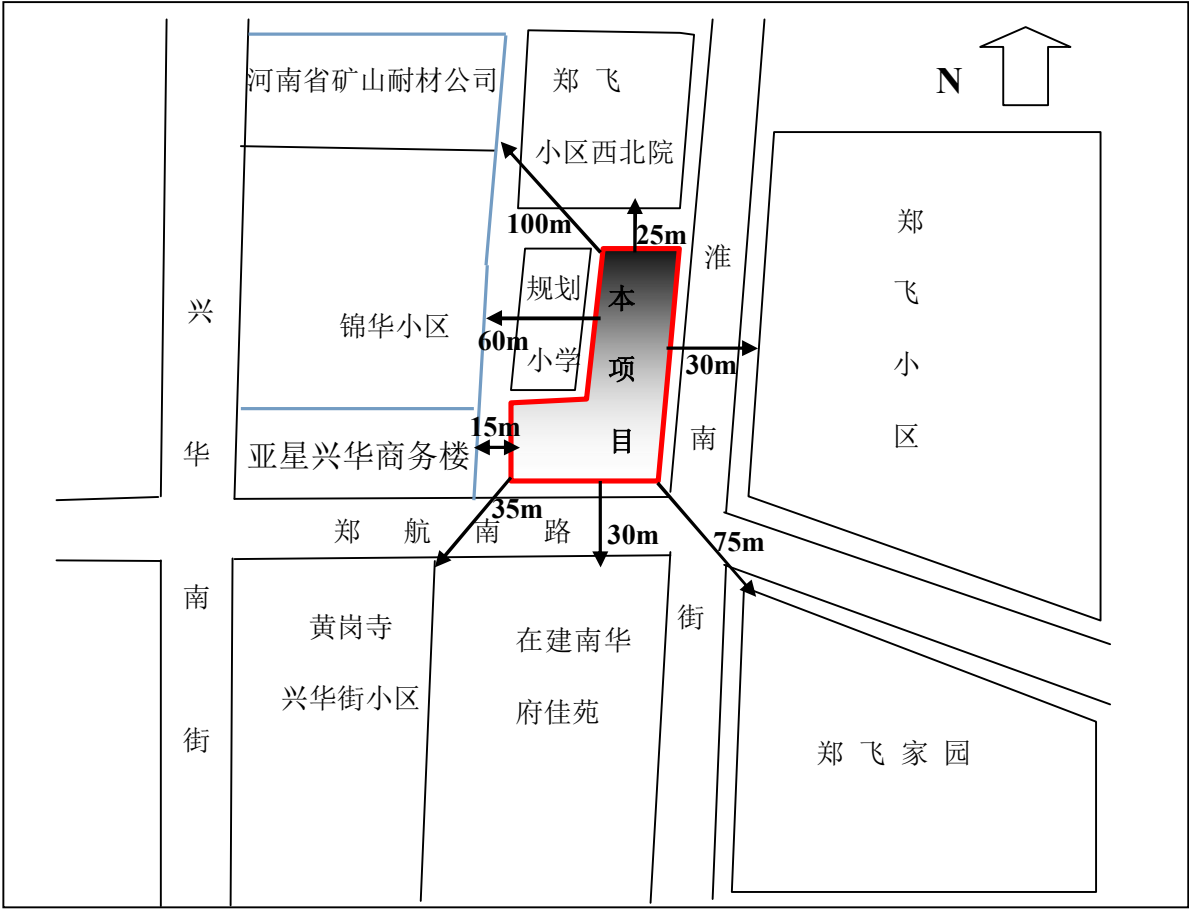 河南省矿山耐材公司
郑 飞
小区西北院
N
100m
25m
淮
南
街
郑
飞
小
区
规划
小学
本
项
目
兴
华
南
街
锦华小区
60m
30m
15m
亚星兴华商务楼
35m
郑 航 南 路
30m
75m
黄岗寺
兴华街小区
在建南华
府佳苑
郑 飞 家 园